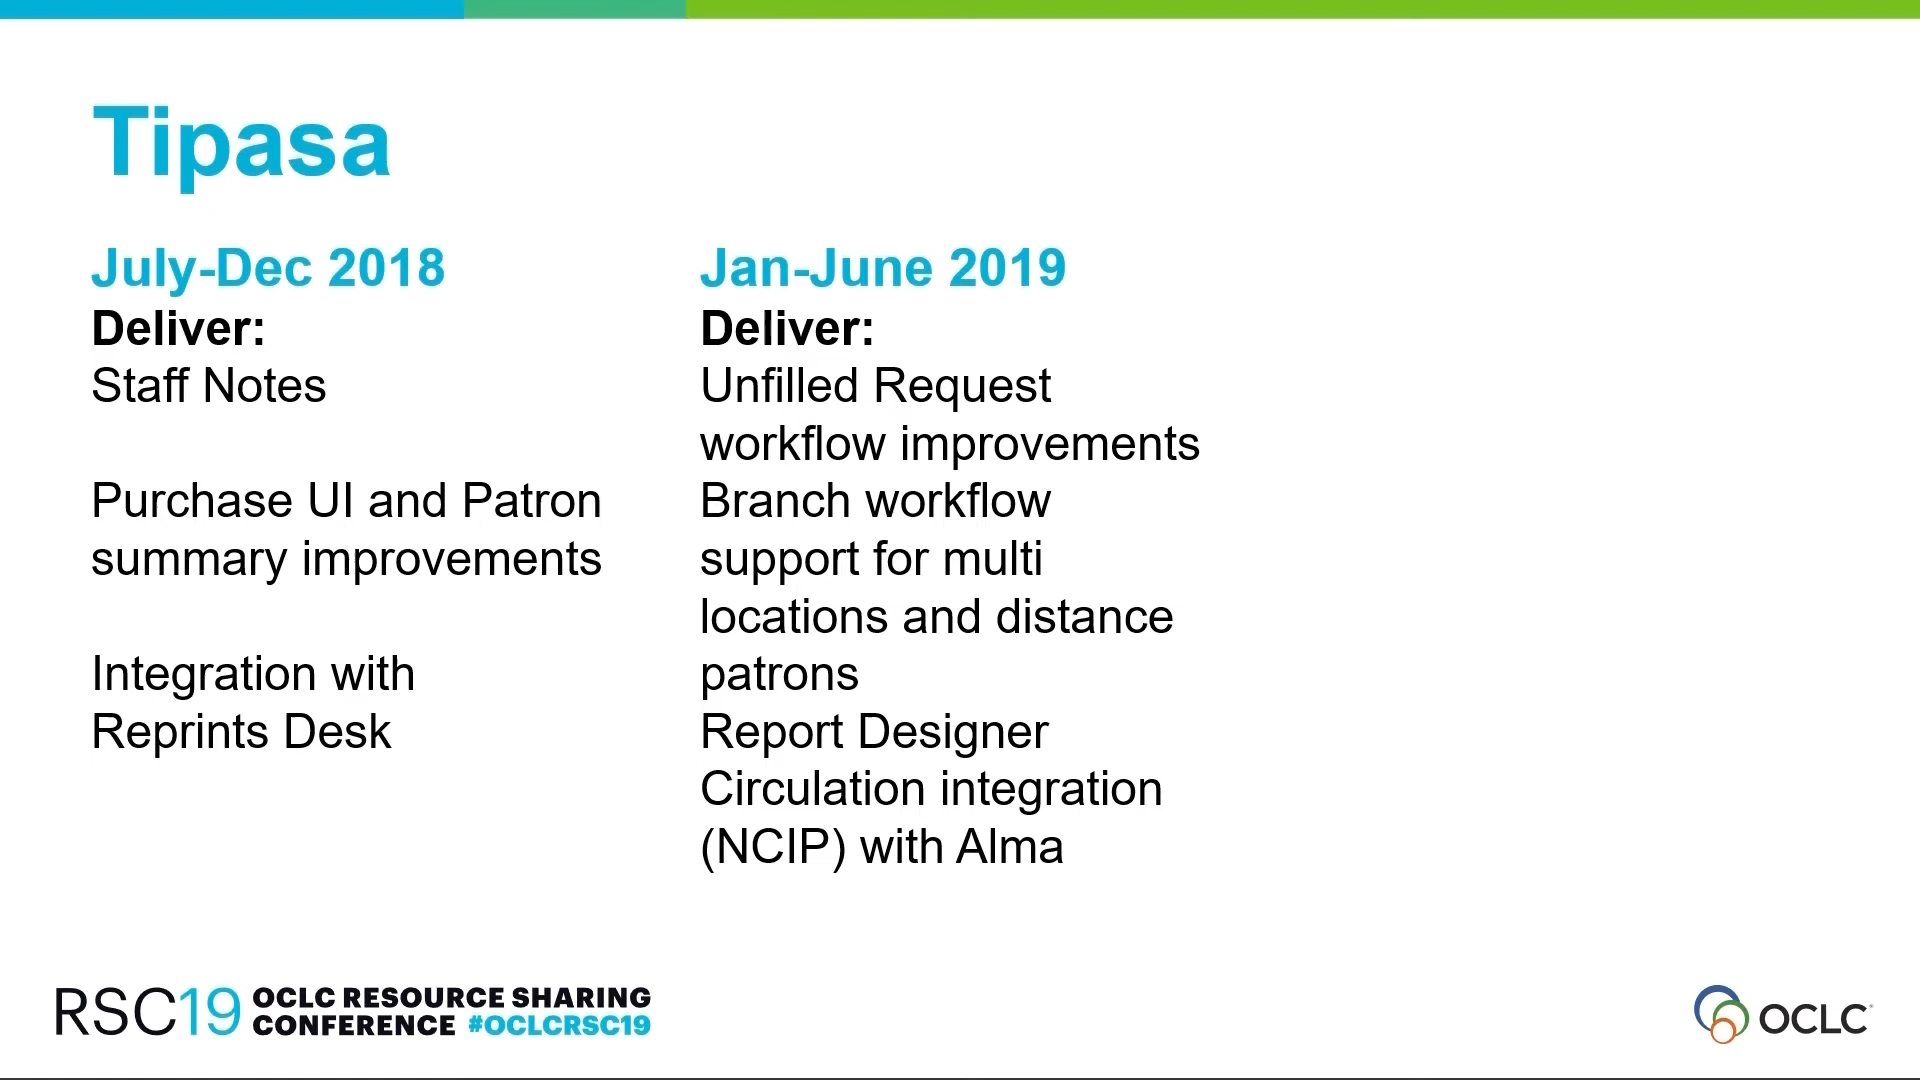 Tipasa
July-Dec 2018
Deliver:
Staff Notes
Purchase UI and Patron
summary improvements
Integration with
Reprints Desk
Jan-June 2019
Deliver:
Unfilled Request
workflow improvements
Branch workflow
support for multi
locations and distance
patrons
Report Designer
Circulation integration
(NCIP) with Alma
RSC19
OCLC RESOURCE SHARING
CONFERENCE #OCLCRSC19
OCLC